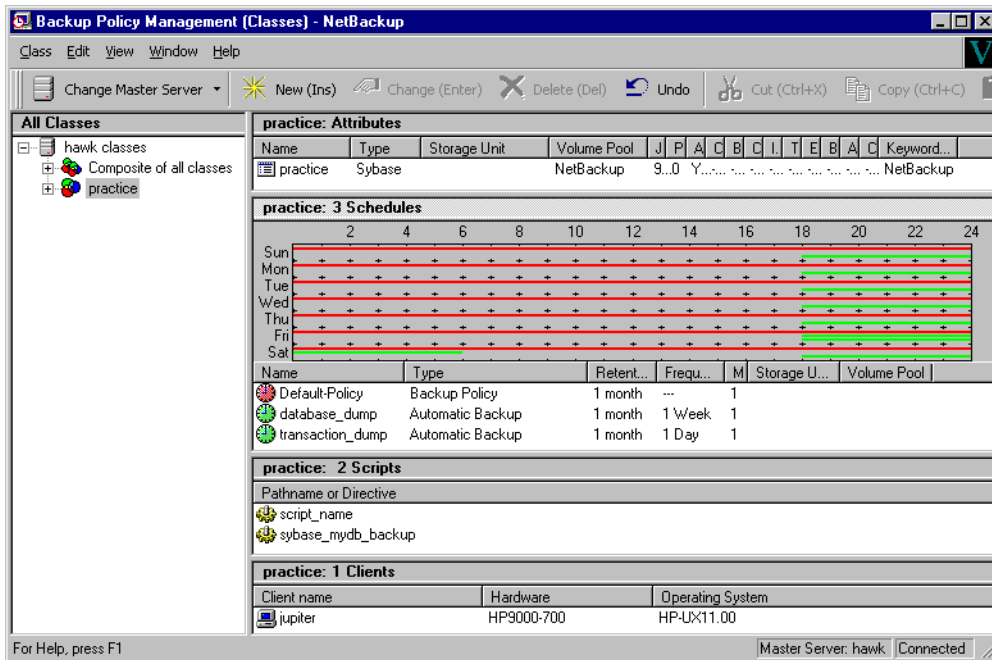 Backup Policy Management (Classes) - NetBackup
Class Edit View Window Help
V
Change Master Server New (Ins) Change (Enter) Delete (Del) Undo Cut (Ctrl+X) Copy (Ctrl+C)
All Classes
hawk classes
Composite of all classes
practice
practice: Attributes
Name Type Storage Unit Volume Pool J P A C B C I. T E B A C Keyword...
practice Sybase NetBackup 9... 0 Y... -... -... -... -... -... -... -... -... -... NetBackup
practice: 3 Schedules
2 4 6 8 10 12 14 16 18 20 22 24
Sun
Mon
Tue
Wed
Thu
Fri
Sat
Name Type Retent... Frequ... M Storage U... Volume Pool
Default-Policy Backup Policy 1 month --- 1
database_dump Automatic Backup 1 month 1 Week 1
transaction_dump Automatic Backup 1 month 1 Day 1
practice: 2 Scripts
Pathname or Directive
script_name
sybase_mydb_backup
practice: 1 Clients
Client name Hardware Operating System
jupiter HP9000-700 HP-UX11.00
For Help, press F1 Master Server: hawk Connected